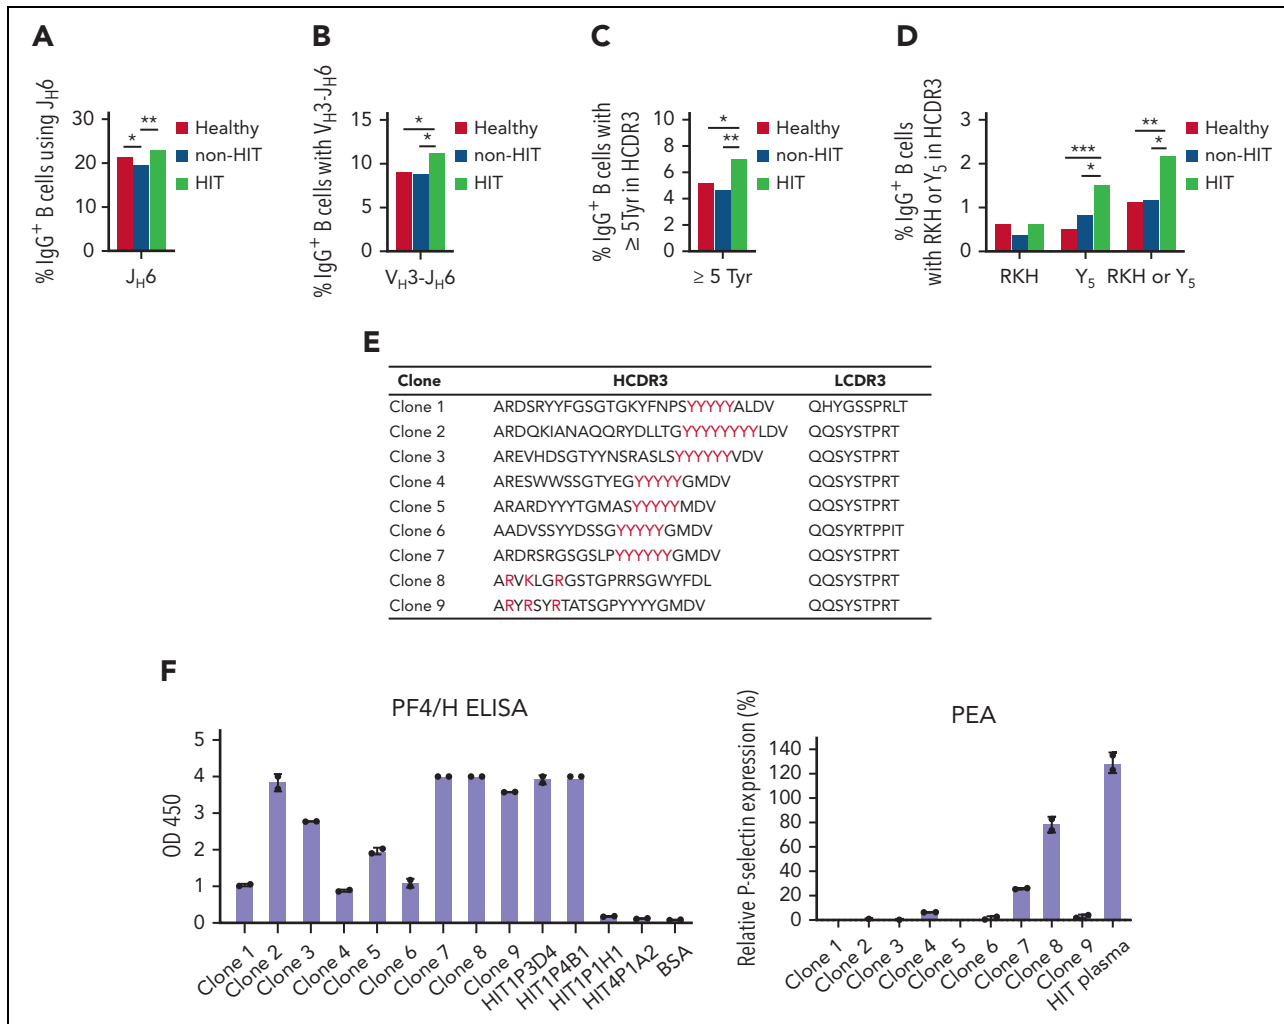 A
% IgG+ B cells using JH6
30
20
10
0
* **
JH6
Healthy
non-HIT
HIT
B
% IgG+ B cells with VH3-JH6
15
10
5
0
*
*
VH3-JH6
Healthy
non-HIT
HIT
C
% IgG+ B cells with
≥ 5Tyr in HCDR3
10
8
6
4
2
0
*
**
≥ 5 Tyr
Healthy
non-HIT
HIT
D
% IgG+ B cells
with RKH or Y5 in HCDR3
3
2
1
0
***
*
**
*
RKH Y5 RKH or Y5
Healthy
non-HIT
HIT
E
Clone HCDR3 LCDR3
Clone 1 ARDSRYYFGSGTGKYFNPSYYYYYALDV QHYGSSPRLT
Clone 2 ARDQKIANAQQRYDLLTGYYYYYYYYLDV QQSYSTPRT
Clone 3 AREVHDSGTYYNSRASLSYYYYYYVDV QQSYSTPRT
Clone 4 ARESWWSSGTYEGYYYYYGMDV QQSYSTPRT
Clone 5 ARARDYYYTGMASYYYYYMDV QQSYSTPRT
Clone 6 AADVSSYYDSSGYYYYYGMDV QQSYRTPPIT
Clone 7 ARDRSRGSGSLPYYYYYYGMDV QQSYSTPRT
Clone 8 ARVKLGRGSTGPRRSGWYFDL QQSYSTPRT
Clone 9 ARYRSYRTATSGPYYYYGMDV QQSYSTPRT
F
PF4/H ELISA
OD 450
5
4
3
2
1
0
Clone 1
Clone 2
Clone 3
Clone 4
Clone 5
Clone 6
Clone 7
Clone 8
Clone 9
HIT1P3D4
HIT1P4B1
HIT1P1H1
HIT4P1A2
BSA
PEA
Relative P-selectin expression (%)
140
120
80
60
40
20
0
Clone 1
Clone 2
Clone 3
Clone 4
Clone 5
Clone 6
Clone 7
Clone 8
Clone 9
HIT plasma